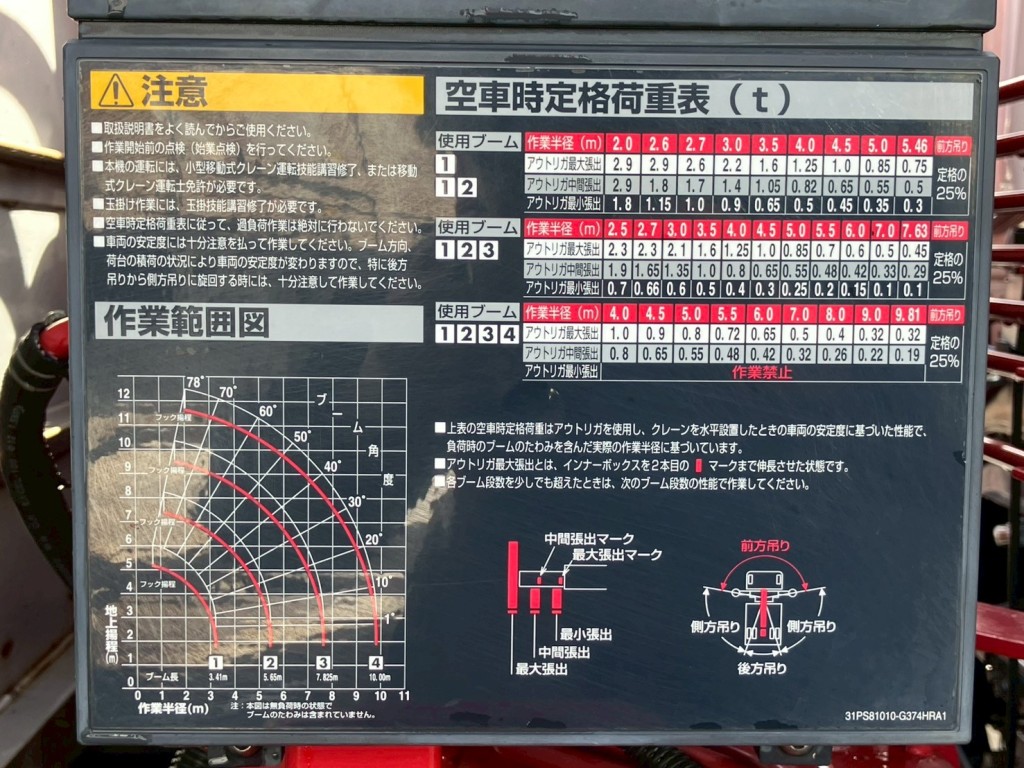 注意
■取扱説明書をよく読んでからご使用ください。
■作業開始前の点検（始業点検）を行ってください。
■本機の運転には、小型移動式クレーン運転技能講習修了、または移動
式クレーン運転士免許が必要です。
■玉掛け作業には、玉掛技能講習修了が必要です。
■空車時定格荷重表に従って、過負荷作業は絶対に行わないでください。
■車両の安定度には十分注意を払って作業してください。ブーム方向、
荷台の積荷の状況により車両の安定度が変わりますので、特に後方
吊りから側方吊りに旋回する時には、十分注意して作業してください。
空車時定格荷重表（t）
使用ブーム 作業半径（m） 2.0 2.6 2.7 3.0 3.5 4.0 4.5 5.0 5.46 前方吊り
1 アウトリガ最大張出 2.9 2.9 2.6 2.2 1.6 1.25 1.0 0.85 0.75 定格の
1 2 アウトリガ中間張出 2.9 1.8 1.7 1.4 1.05 0.82 0.65 0.55 0.5 25%
アウトリガ最小張出 1.8 1.15 1.0 0.9 0.65 0.5 0.45 0.35 0.3
使用ブーム 作業半径（m） 2.5 2.7 3.0 3.5 4.0 4.5 5.0 5.5 6.0 7.0 7.63 前方吊り
1 2 3 アウトリガ最大張出 2.3 2.3 2.1 1.6 1.25 1.0 0.85 0.7 0.6 0.5 0.45 定格の
アウトリガ中間張出 1.9 1.65 1.35 1.0 0.8 0.65 0.55 0.48 0.42 0.33 0.29 25%
アウトリガ最小張出 0.7 0.66 0.6 0.5 0.4 0.3 0.25 0.2 0.15 0.1 0.1
使用ブーム 作業半径（m） 4.0 4.5 5.0 5.5 6.0 7.0 8.0 9.0 9.81 前方吊り
1 2 3 4 アウトリガ最大張出 1.0 0.9 0.8 0.72 0.65 0.5 0.4 0.32 0.32 定格の
アウトリガ中間張出 0.8 0.65 0.55 0.48 0.42 0.32 0.26 0.22 0.19 25%
アウトリガ最小張出 作業禁止
作業範囲図
78° 70° 60° 50° 40° 30° 20° 10° 1°
ブーム角度
12
11
10
9
8
7
6
5
4
3
2
1
0
フック揚程
フック揚程
フック揚程
フック揚程
地上揚程(m)
1 2 3 4
ブーム長 3.41m 5.65m 7.825m 10.00m
0 1 2 3 4 5 6 7 8 9 10 11
作業半径(m)
注：本図は無負荷時の状態で
ブームのたわみは含まれていません。
■上表の空車時定格荷重はアウトリガを使用し、クレーンを水平設置したときの車両の安定度に基づいた性能で、
負荷時のブームのたわみを含んだ実際の作業半径に基づいています。
■アウトリガ最大張出とは、インナーボックスを2本目の マークまで伸長させた状態です。
■各ブーム段数を少しでも超えたときは、次のブーム段数の性能で作業してください。
中間張出マーク
最大張出マーク
最小張出
中間張出
最大張出
前方吊り
側方吊り 側方吊り
後方吊り
31PS81010-G374HRA1